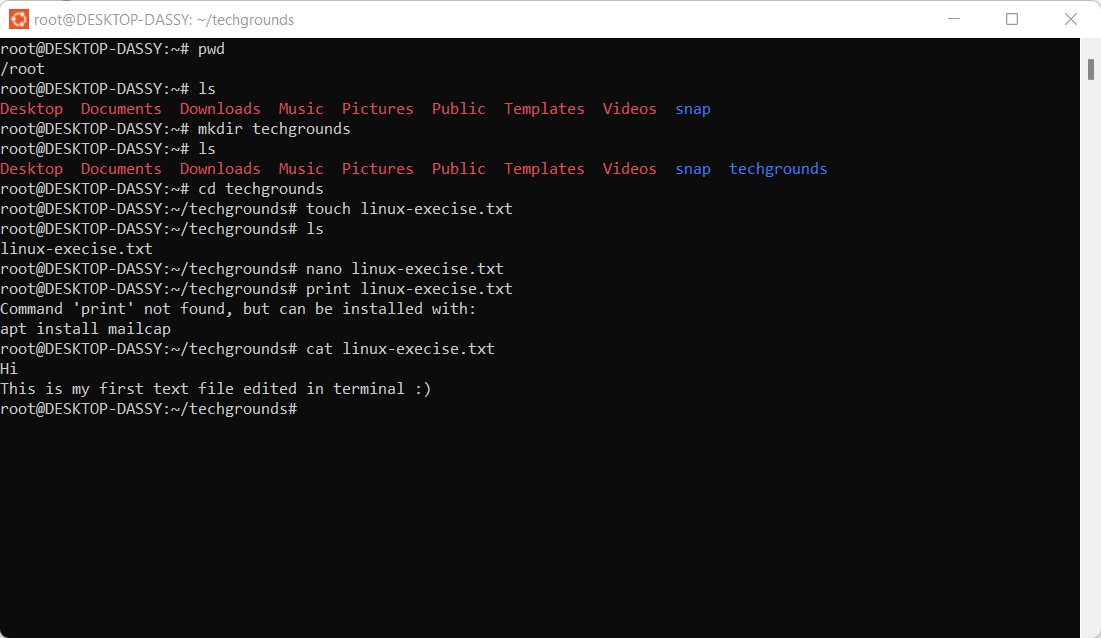 root@DESKTOP-DASSY: ~/techgrounds
root@DESKTOP-DASSY:~# pwd
/root
root@DESKTOP-DASSY:~# ls
Desktop  Documents  Downloads  Music  Pictures  Public  Templates  Videos  snap
root@DESKTOP-DASSY:~# mkdir techgrounds
root@DESKTOP-DASSY:~# ls
Desktop  Documents  Downloads  Music  Pictures  Public  Templates  Videos  snap  techgrounds
root@DESKTOP-DASSY:~# cd techgrounds
root@DESKTOP-DASSY:~/techgrounds# touch linux-execise.txt
root@DESKTOP-DASSY:~/techgrounds# ls
linux-execise.txt
root@DESKTOP-DASSY:~/techgrounds# nano linux-execise.txt
root@DESKTOP-DASSY:~/techgrounds# print linux-execise.txt
Command 'print' not found, but can be installed with:
apt install mailcap
root@DESKTOP-DASSY:~/techgrounds# cat linux-execise.txt
Hi
This is my first text file edited in terminal :)
root@DESKTOP-DASSY:~/techgrounds#